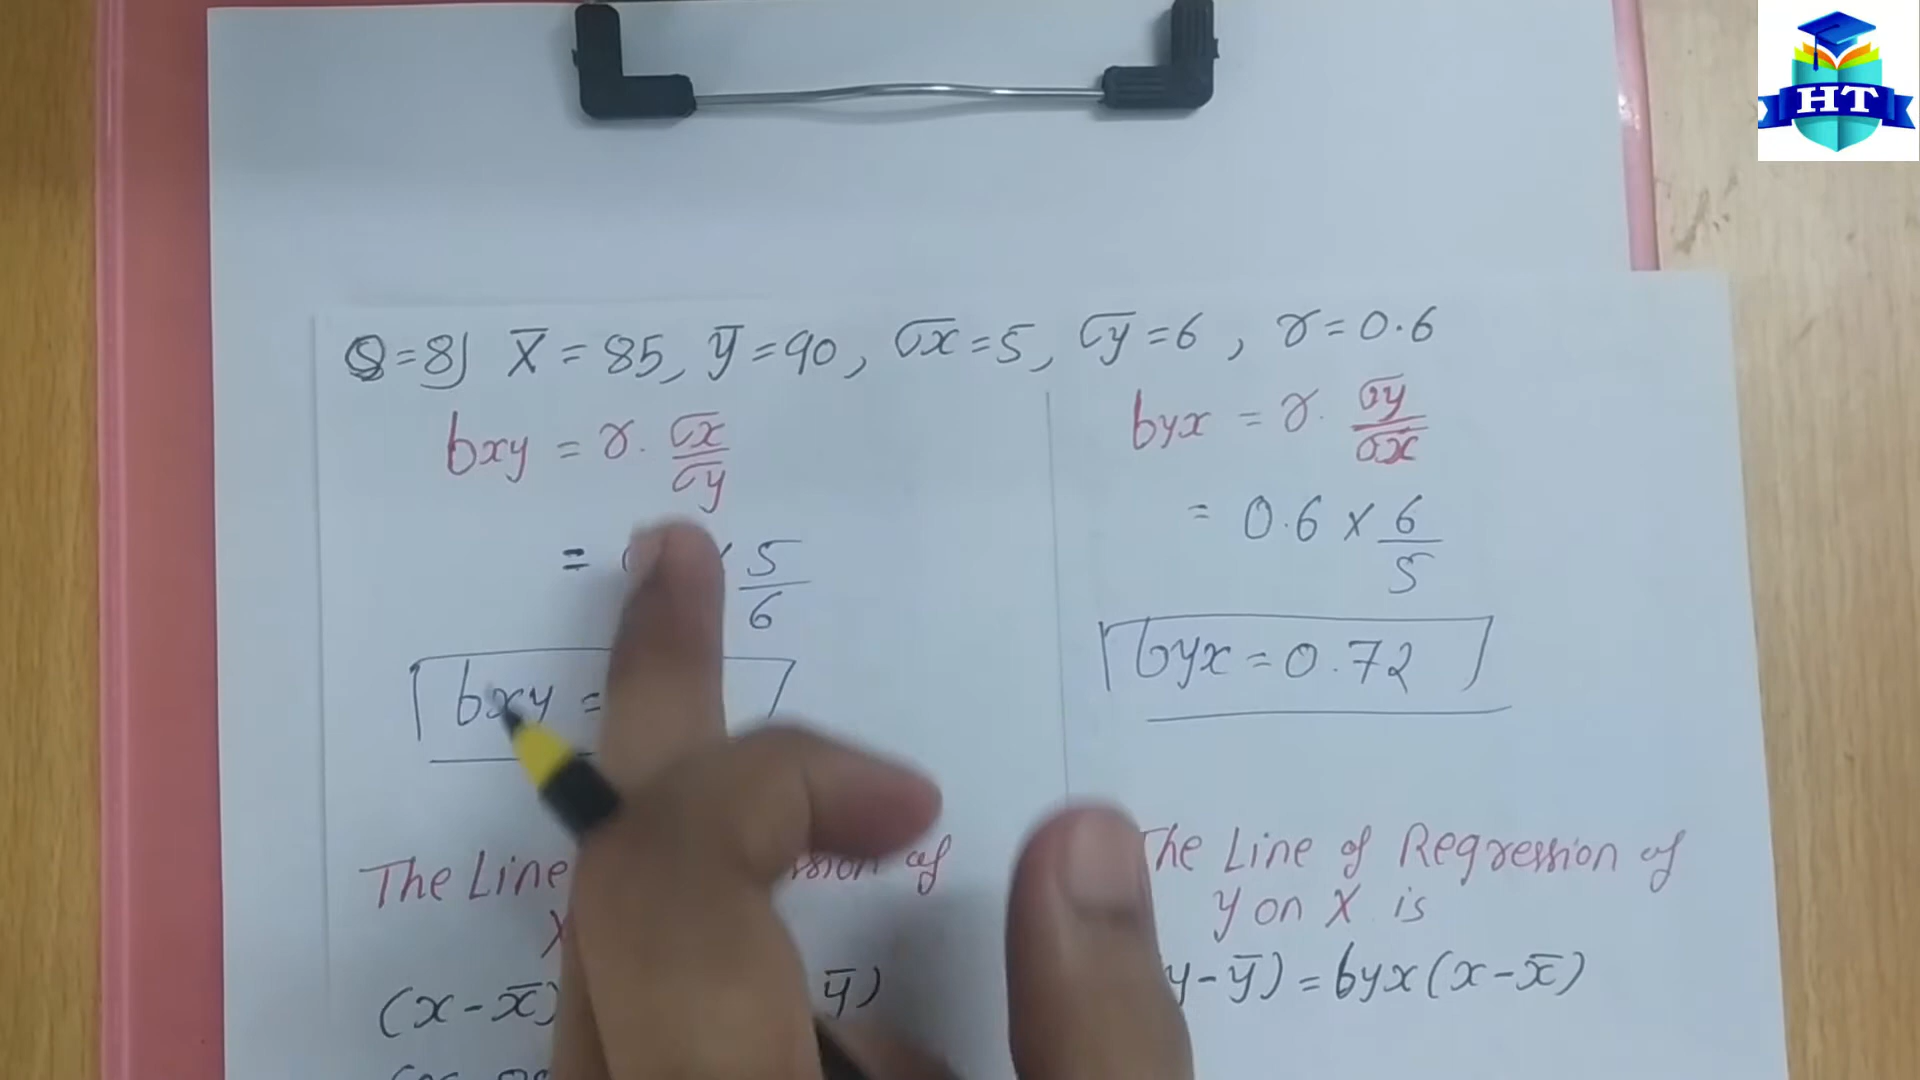 HT
Q=8) X̄ = 85, ȳ = 90, σx = 5, σy = 6, r = 0.6
bxy = r. σx/σy
= 5/6
bxy =
The Line of
X
(x-x̄) ȳ)
byx = r. σy/σx
= 0.6 × 6/5
byx = 0.72
The Line of Regression of
y on X is
y-ȳ) = byx(x-x̄)